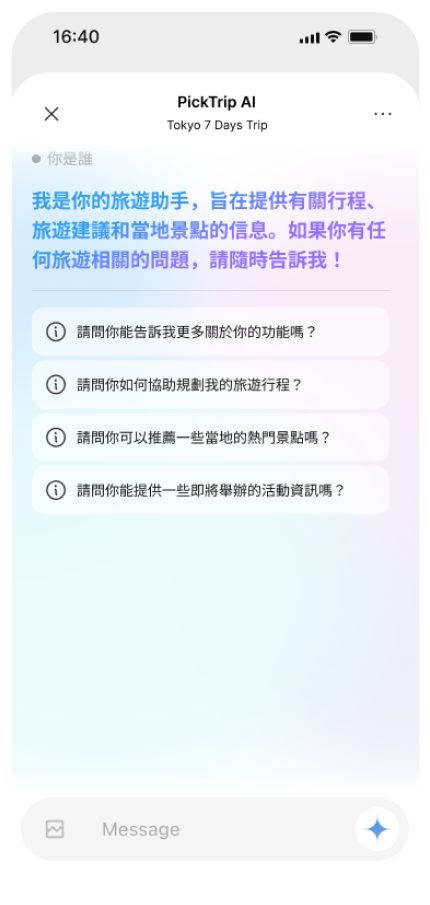 16:40
PickTrip AI
Tokyo 7 Days Trip
你是誰
我是你的旅遊助手，旨在提供有關行程、
旅遊建議和當地景點的信息。如果你有任
何旅遊相關的問題，請隨時告訴我！
請問你能告訴我更多關於你的功能嗎？
請問你如何協助規劃我的旅遊行程？
請問你可以推薦一些當地的熱門景點嗎？
請問你能提供一些即將舉辦的活動資訊嗎？
Message